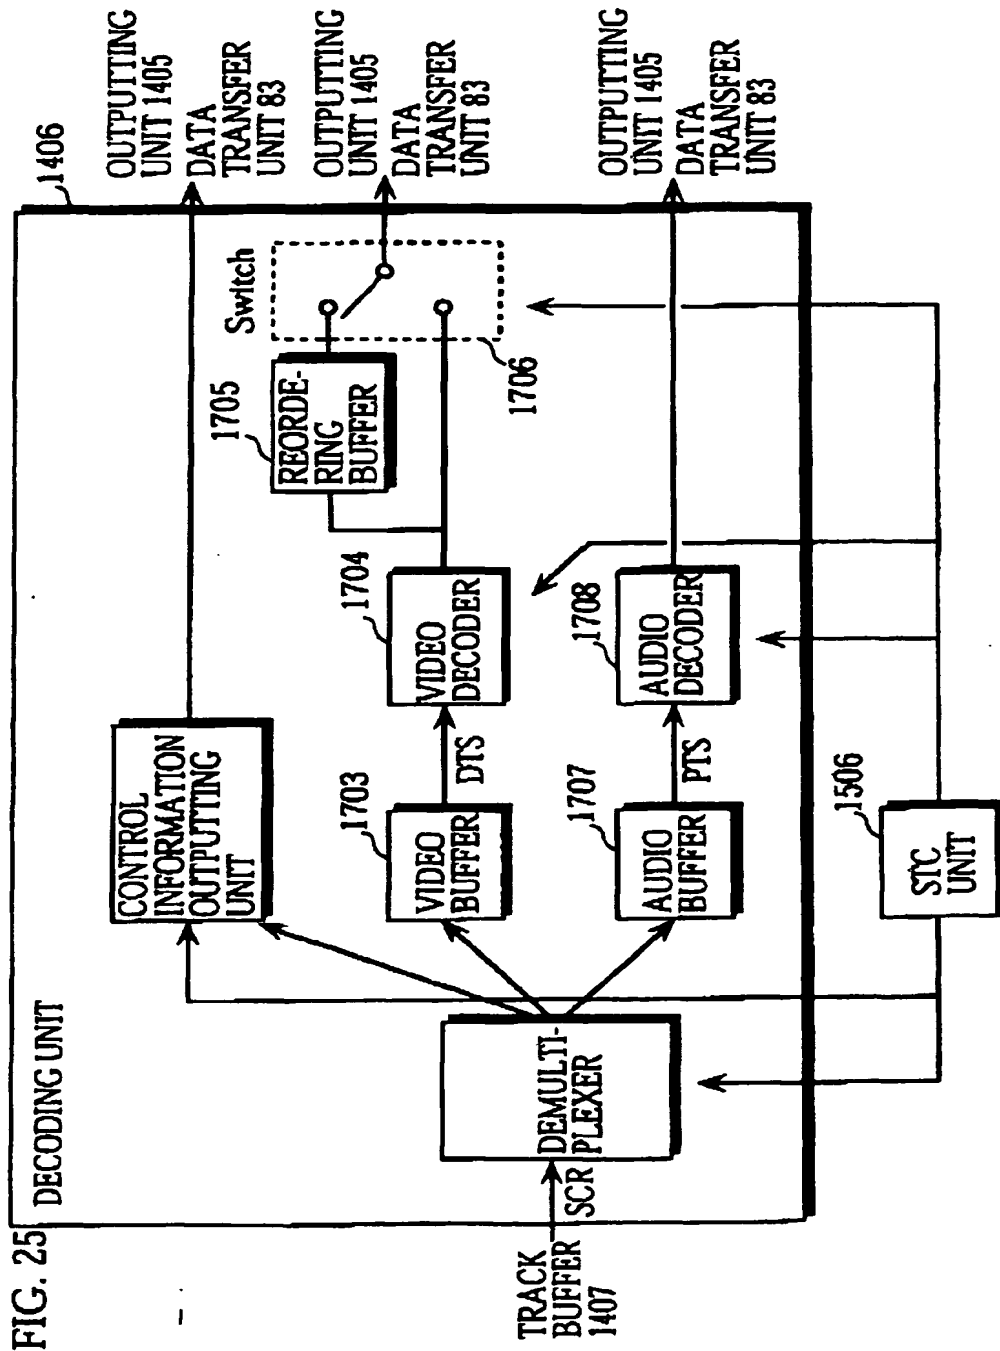 FIG. 25
DECODING UNIT
1406
TRACK
BUFFER
1407
SCR
DEMULTI-
PLEXER
CONTROL
INFORMATION
OUTPUTTING
UNIT
OUTPUTTING
UNIT 1405
DATA
TRANSFER
UNIT 83
1703
VIDEO
BUFFER
DTS
1704
VIDEO
DECODER
1705
REORDE-
RING
BUFFER
Switch
1706
OUTPUTTING
UNIT 1405
DATA
TRANSFER
UNIT 83
1707
AUDIO
BUFFER
PTS
1708
AUDIO
DECODER
OUTPUTTING
UNIT 1405
DATA
TRANSFER
UNIT 83
1506
STC
UNIT